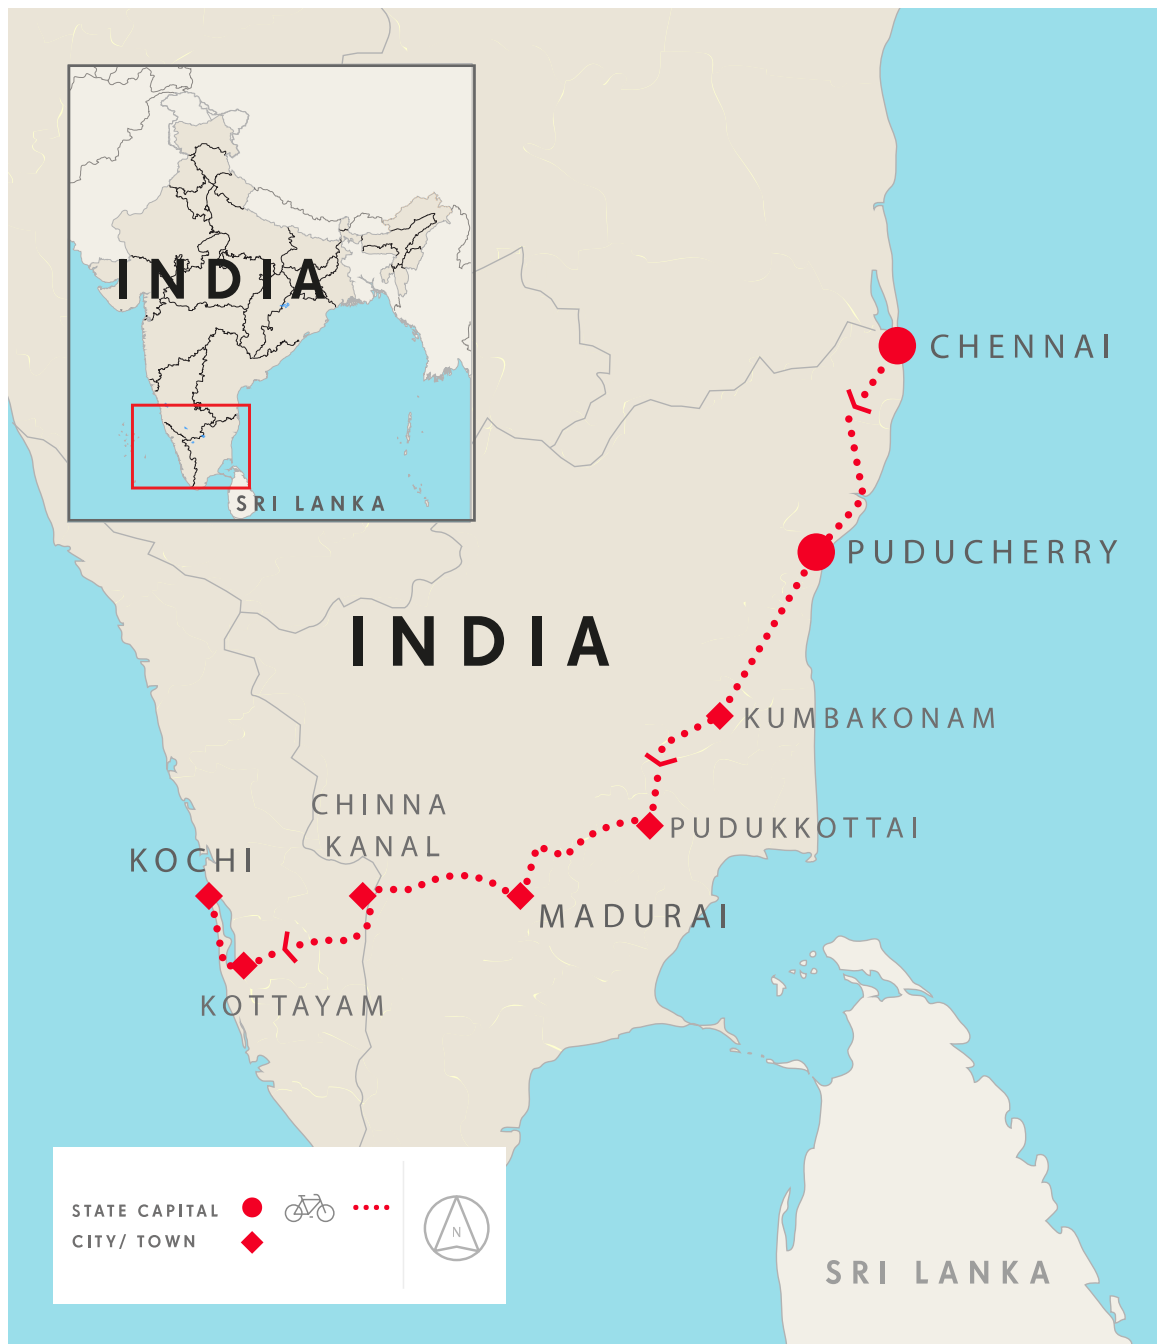 INDIA
SRI LANKA
CHENNAI
PUDUCHERRY
INDIA
KUMBAKONAM
CHINNA
KANAL
PUDUKKOTTAI
KOCHI
MADURAI
KOTTAYAM
STATE CAPITAL
CITY/ TOWN
N
SRI LANKA